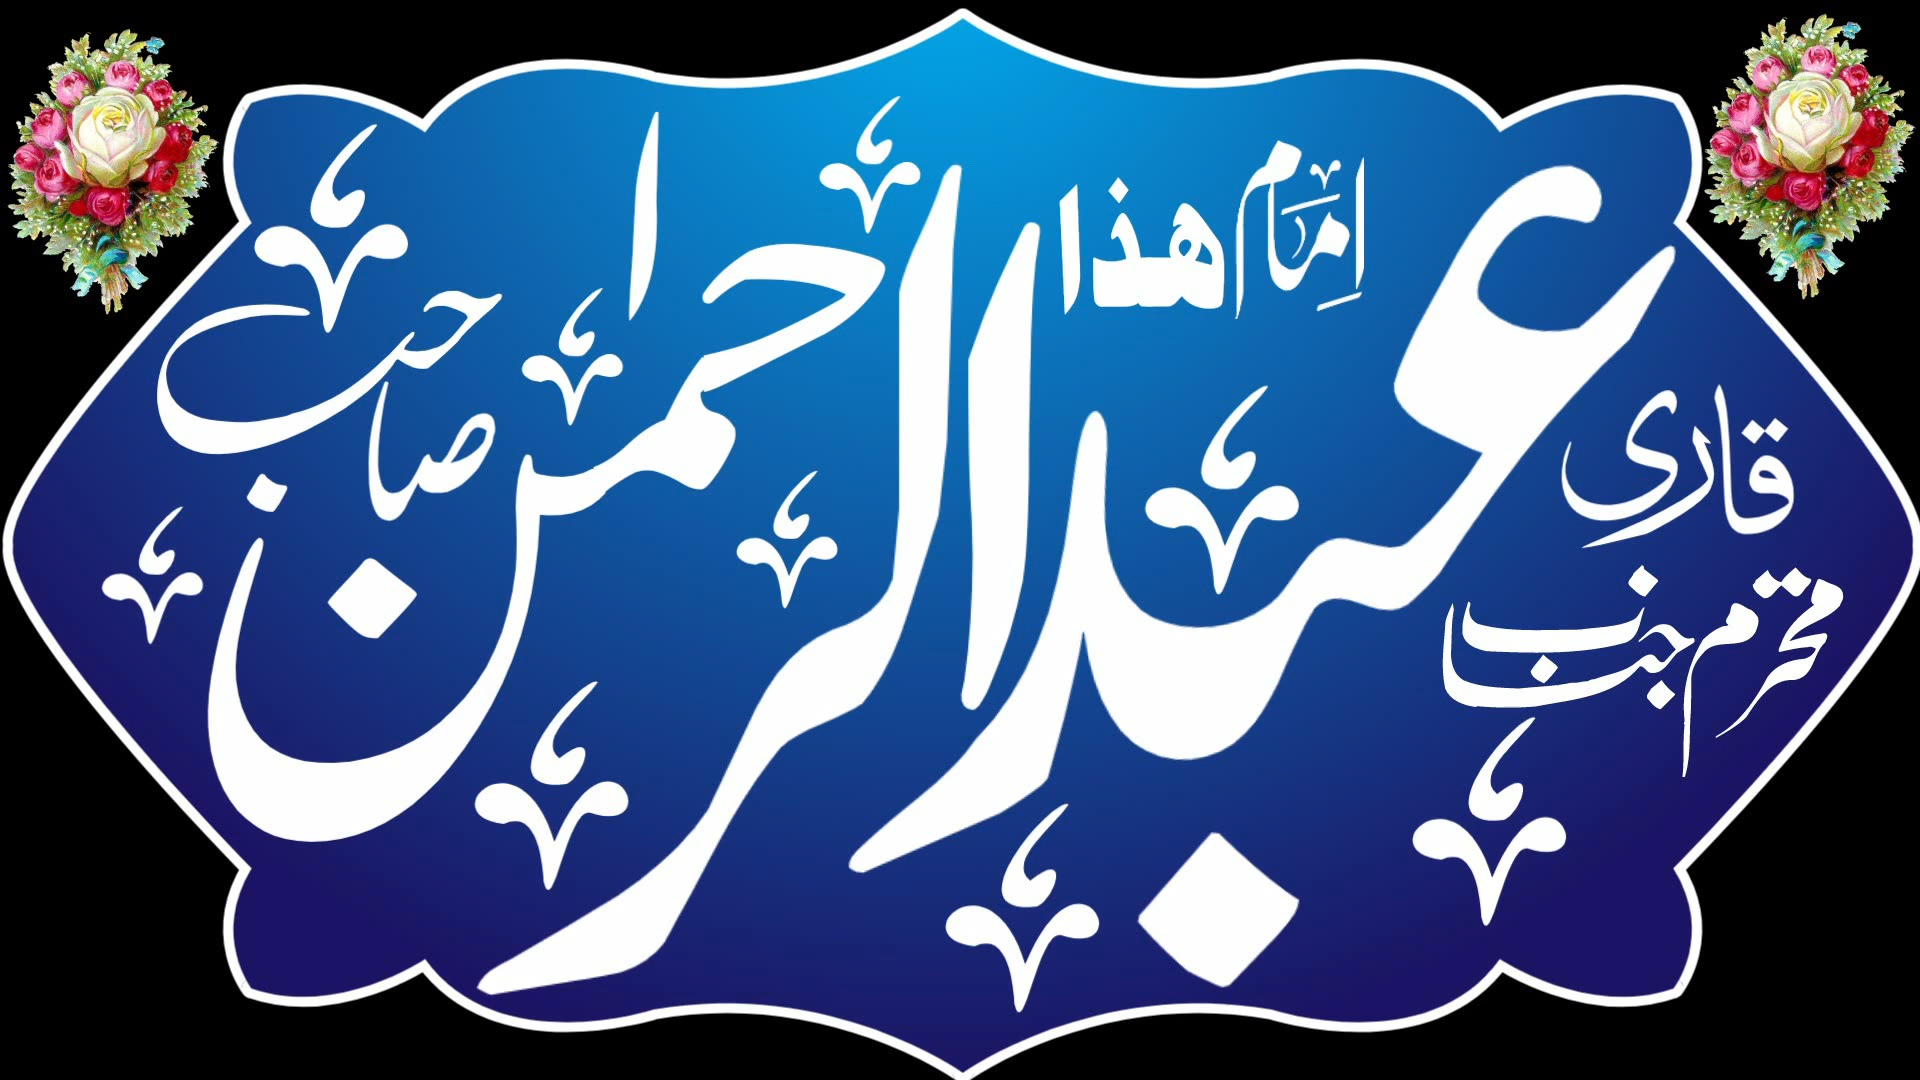 محترم جناب
قاری
عبدالرحمن
صاحب
امام هذا